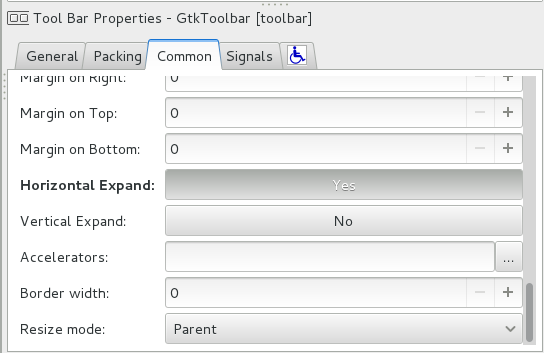 Tool Bar Properties - GtkToolbar [toolbar]
General Packing Common Signals
Margin on Right: 0
Margin on Top: 0
Margin on Bottom: 0
Horizontal Expand: Yes
Vertical Expand: No
Accelerators: ...
Border width: 0
Resize mode: Parent